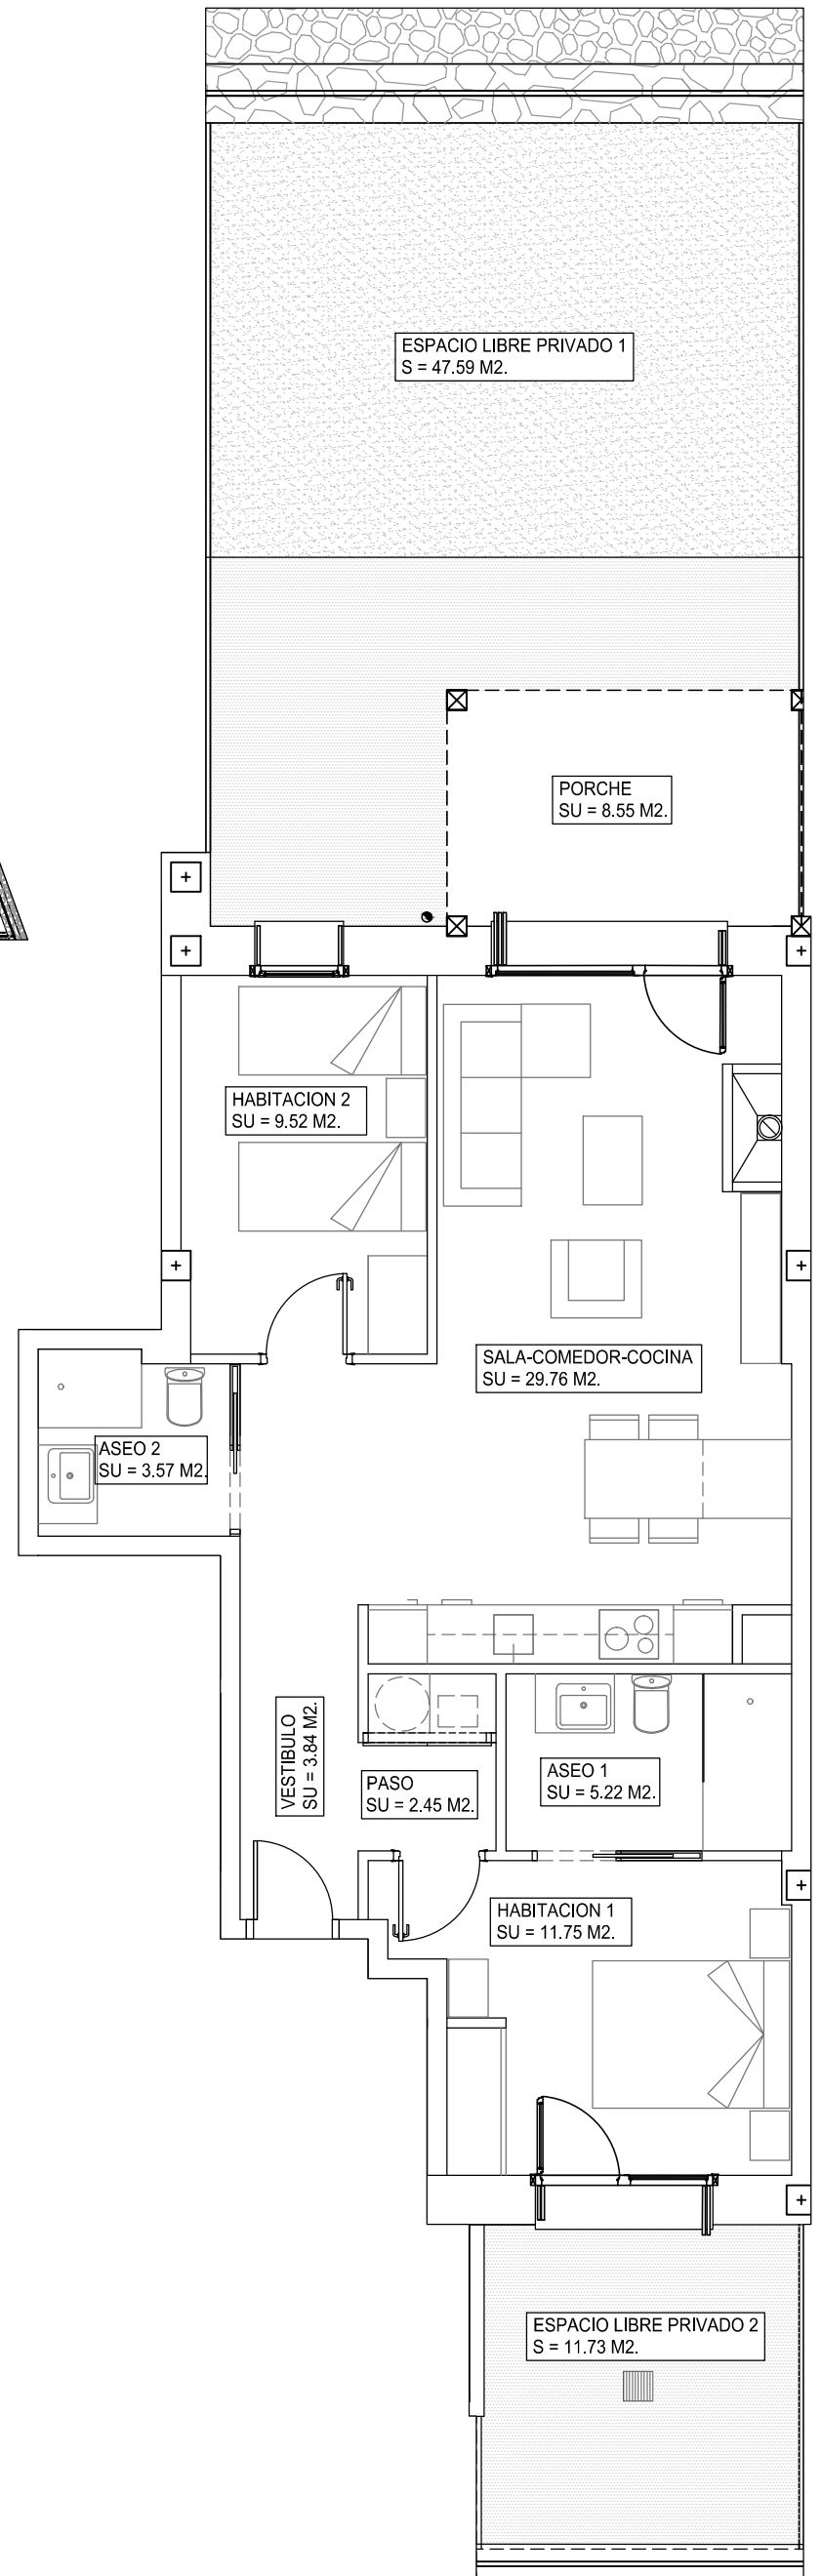 ESPACIO LIBRE PRIVADO 1
S = 47.59 M2.
PORCHE
SU = 8.55 M2.
HABITACION 2
SU = 9.52 M2.
SALA-COMEDOR-COCINA
SU = 29.76 M2.
ASEO 2
SU = 3.57 M2.
VESTIBULO
SU = 3.84 M2.
PASO
SU = 2.45 M2.
ASEO 1
SU = 5.22 M2.
HABITACION 1
SU = 11.75 M2.
ESPACIO LIBRE PRIVADO 2
S = 11.73 M2.